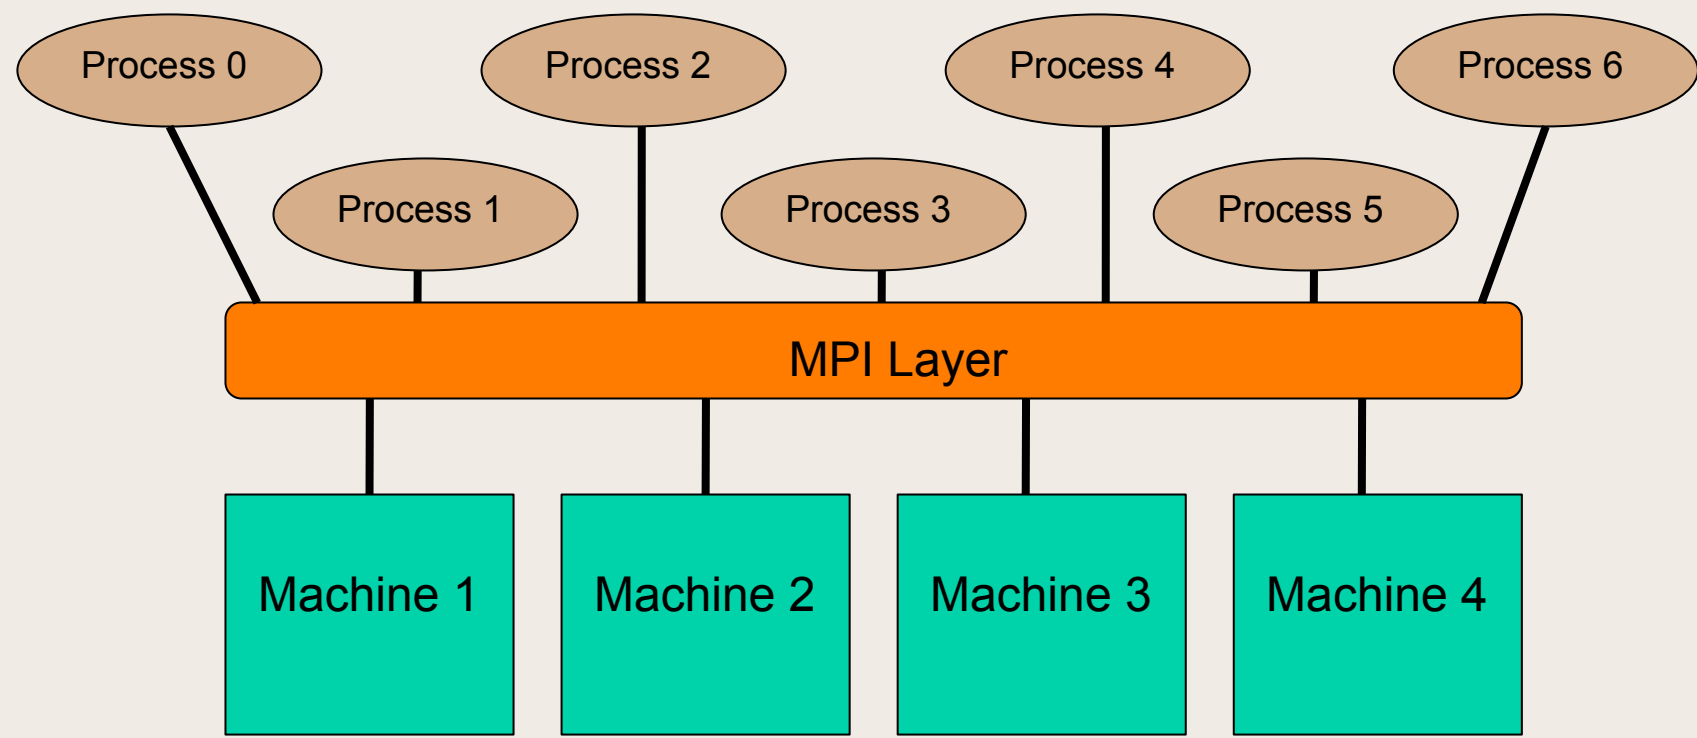 Process 0
Process 2
Process 4
Process 6
Process 1
Process 3
Process 5
MPI Layer
Machine 1
Machine 2
Machine 3
Machine 4